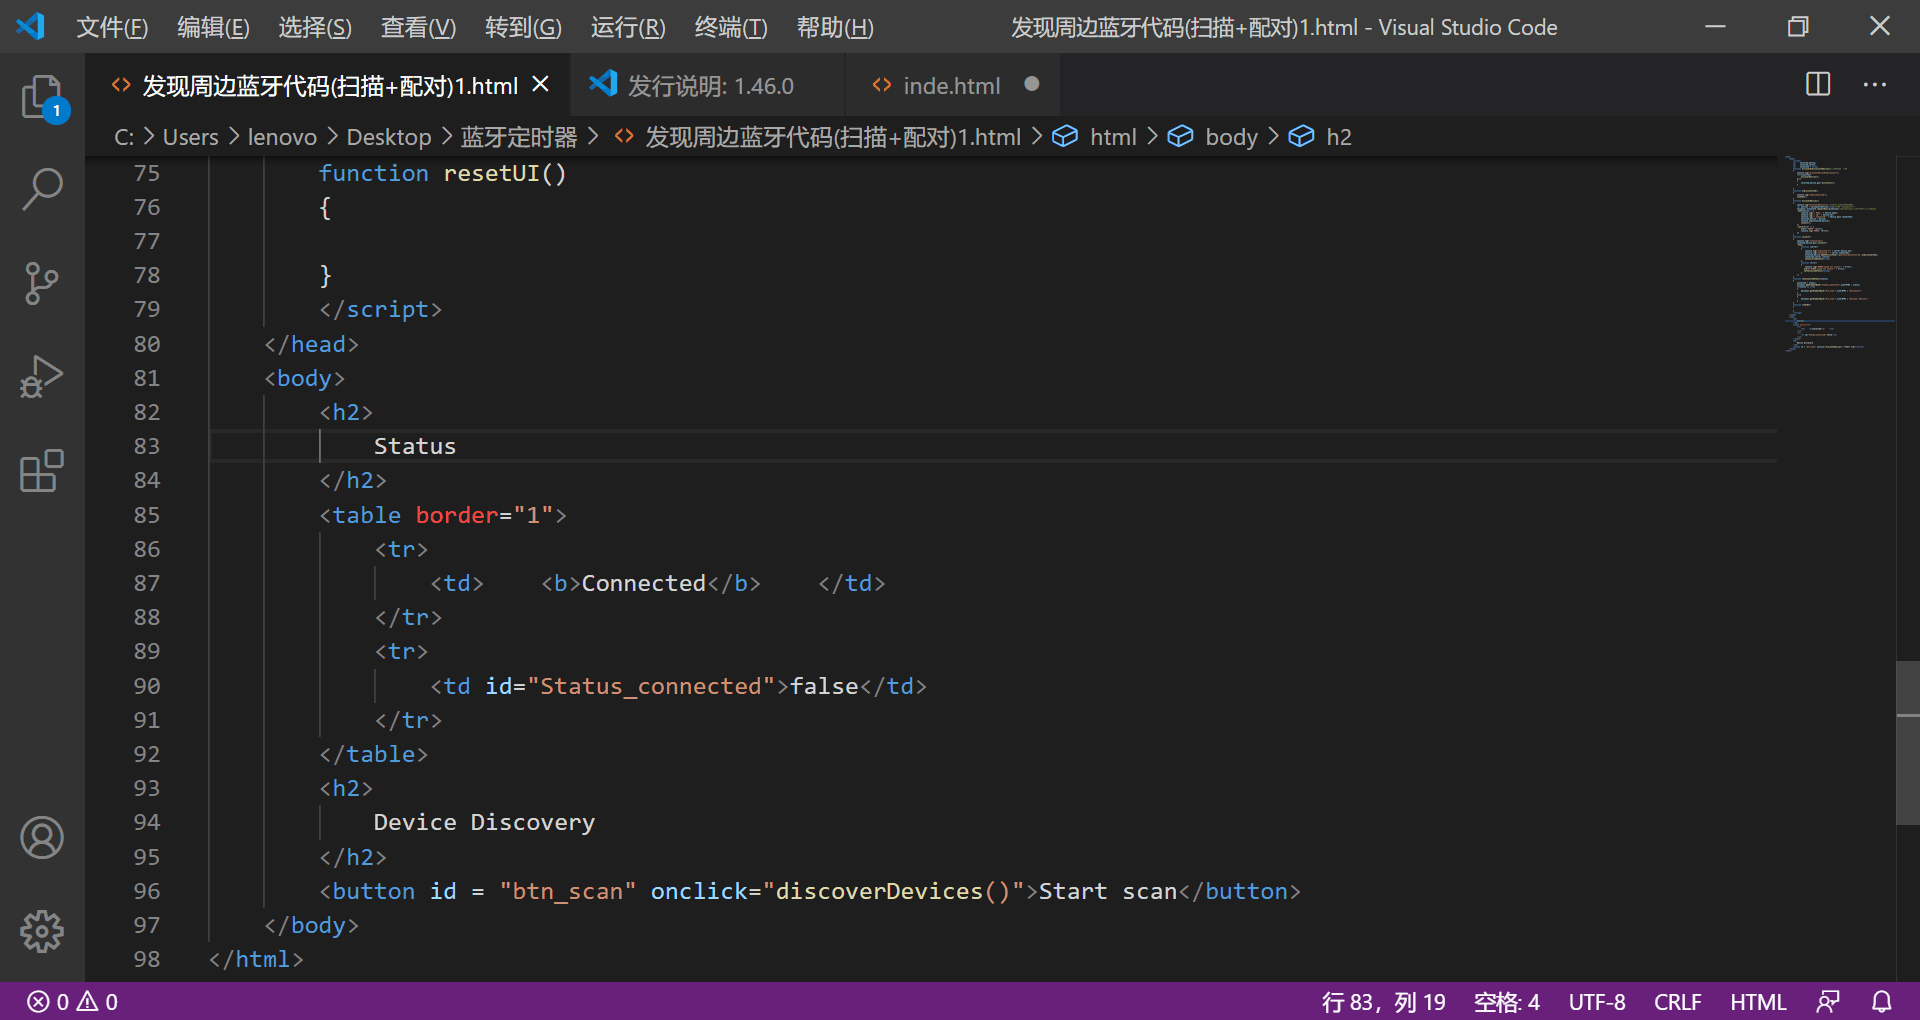 文件(F) 编辑(E) 选择(S) 查看(V) 转到(G) 运行(R) 终端(T) 帮助(H) 发现周边蓝牙代码(扫描+配对)1.html - Visual Studio Code
发现周边蓝牙代码(扫描+配对)1.html 发行说明: 1.46.0 inde.html
1
C: > Users > lenovo > Desktop > 蓝牙定时器 > 发现周边蓝牙代码(扫描+配对)1.html > html > body > h2
75 function resetUI()
76 {
77
78 }
79 </script>
80 </head>
81 <body>
82 <h2>
83 Status
84 </h2>
85 <table border="1">
86 <tr>
87 <td>    <b>Connected</b>    </td>
88 </tr>
89 <tr>
90 <td id="Status_connected">false</td>
91 </tr>
92 </table>
93 <h2>
94 Device Discovery
95 </h2>
96 <button id = "btn_scan" onclick="discoverDevices()">Start scan</button>
97 </body>
98 </html>
0 0 行 83，列 19 空格: 4 UTF-8 CRLF HTML